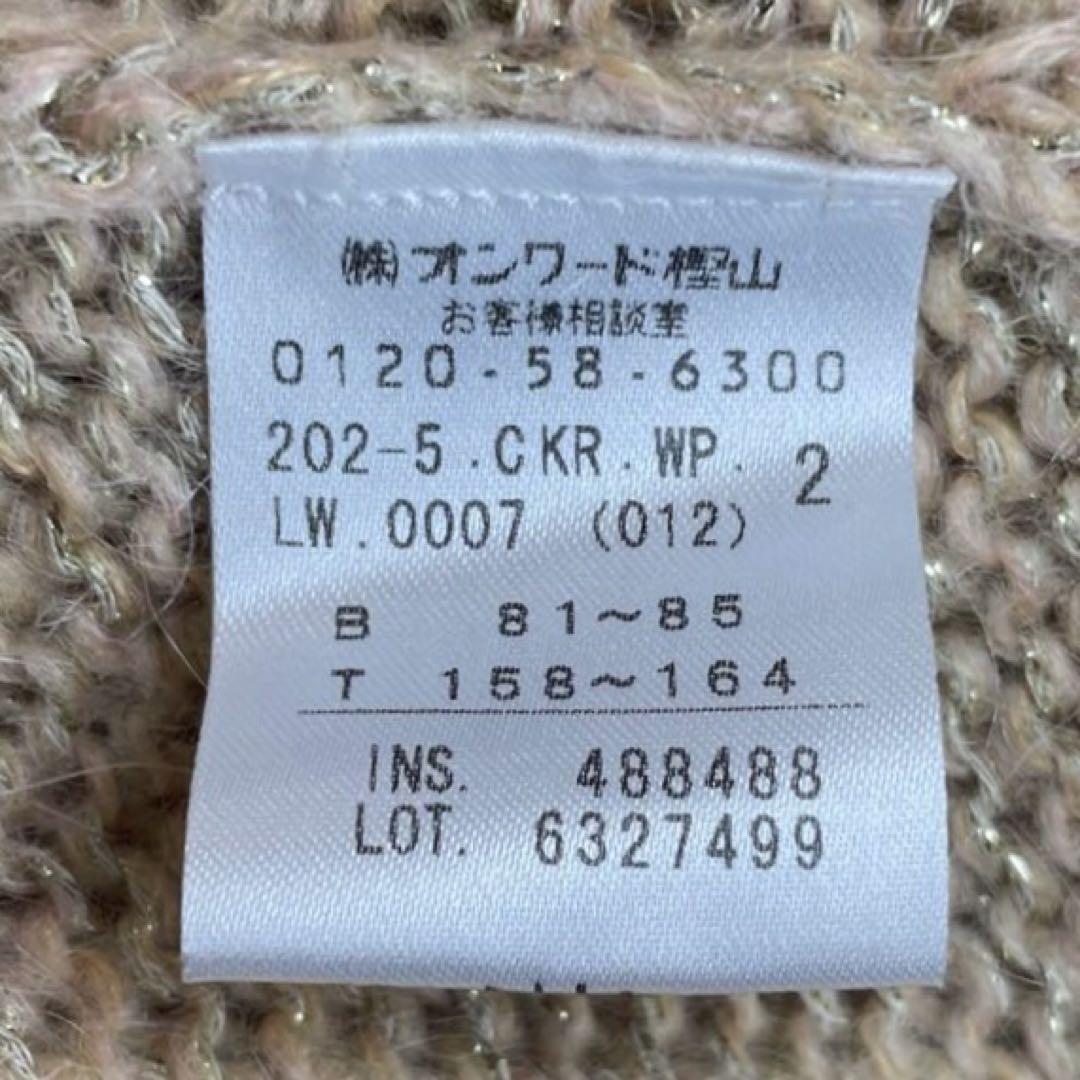 (株)オンワード樫山
お客様相談室
0120-58-6300
202-5.CKR.WP. 2
LW.0007 (012)
B 81~85
T 158~164
INS. 488488
LOT. 6327499